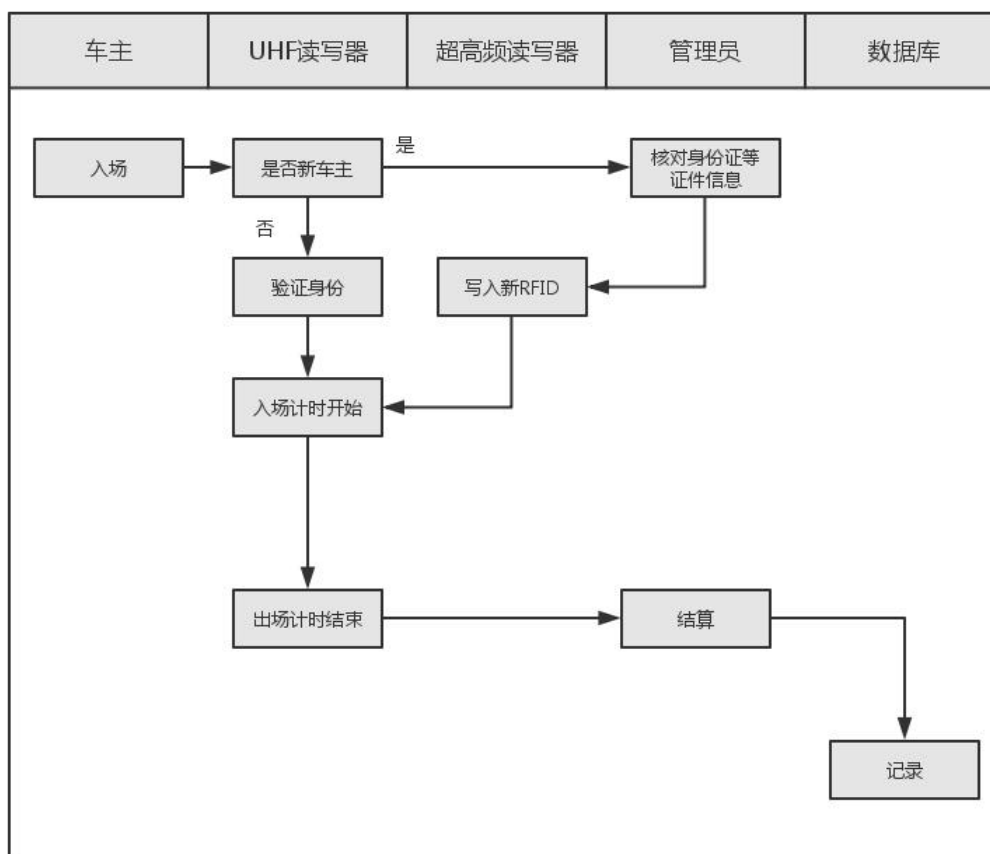 车主
UHF读写器
超高频读写器
管理员
数据库
入场
是否新车主
是
核对身份证等
证件信息
否
验证身份
写入新RFID
入场计时开始
出场计时结束
结算
记录